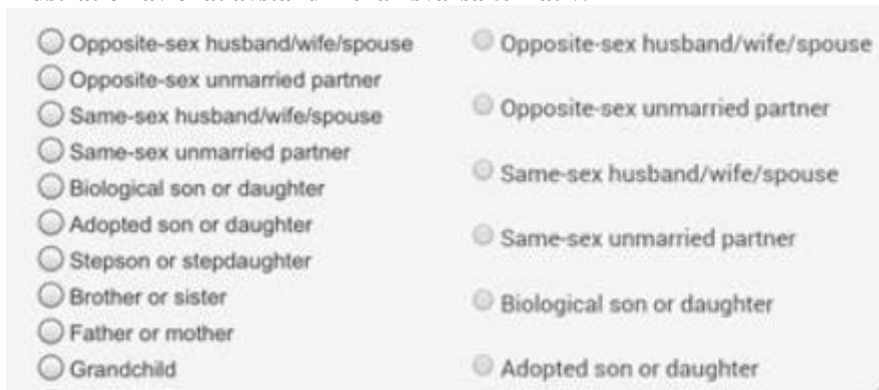 Opposite-sex husband/wife/spouse
Opposite-sex unmarried partner
Same-sex husband/wife/spouse
Same-sex unmarried partner
Biological son or daughter
Adopted son or daughter
Stepson or stepdaughter
Brother or sister
Father or mother
Grandchild
Opposite-sex husband/wife/spouse
Opposite-sex unmarried partner
Same-sex husband/wife/spouse
Same-sex unmarried partner
Biological son or daughter
Adopted son or daughter